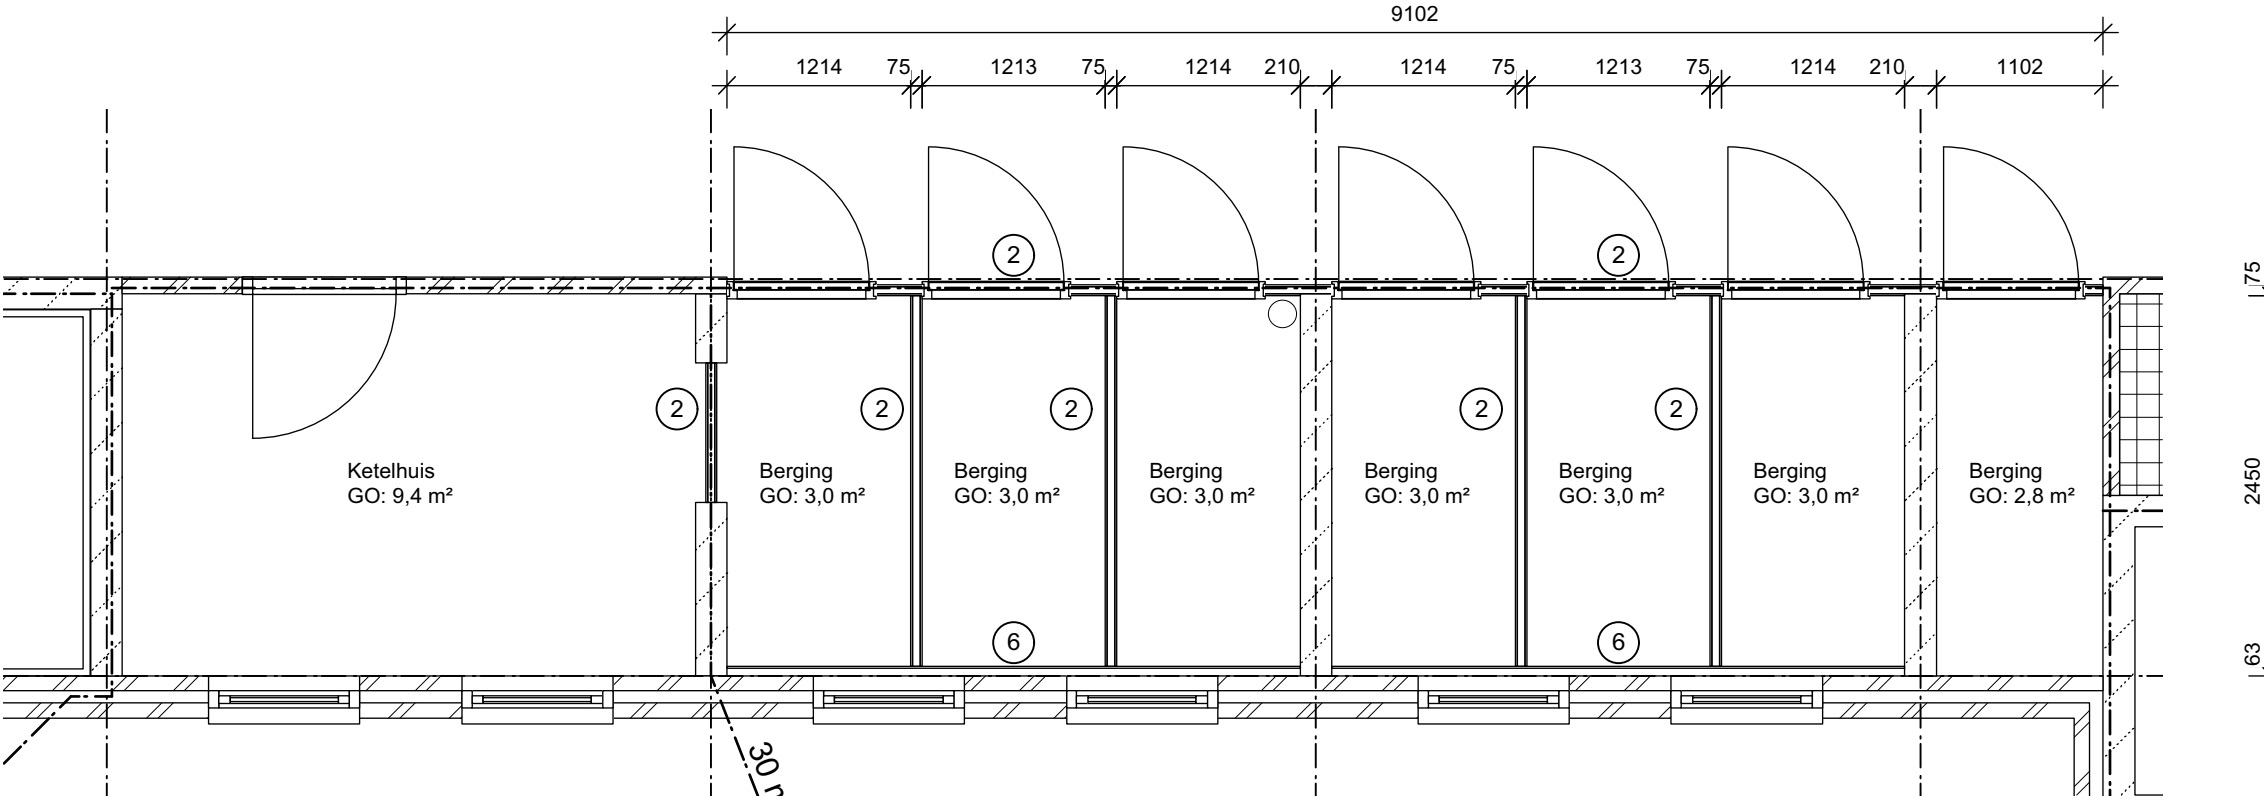 9102
1214 75 1213 75 1214 210 1214 75 1213 75 1214 210 1102
2 2
75
2 2 2 2 2
Ketelhuis
GO: 9,4 m²
Berging
GO: 3,0 m²
Berging
GO: 3,0 m²
Berging
GO: 3,0 m²
Berging
GO: 3,0 m²
Berging
GO: 3,0 m²
Berging
GO: 3,0 m²
Berging
GO: 2,8 m²
2450
6 6
63
30